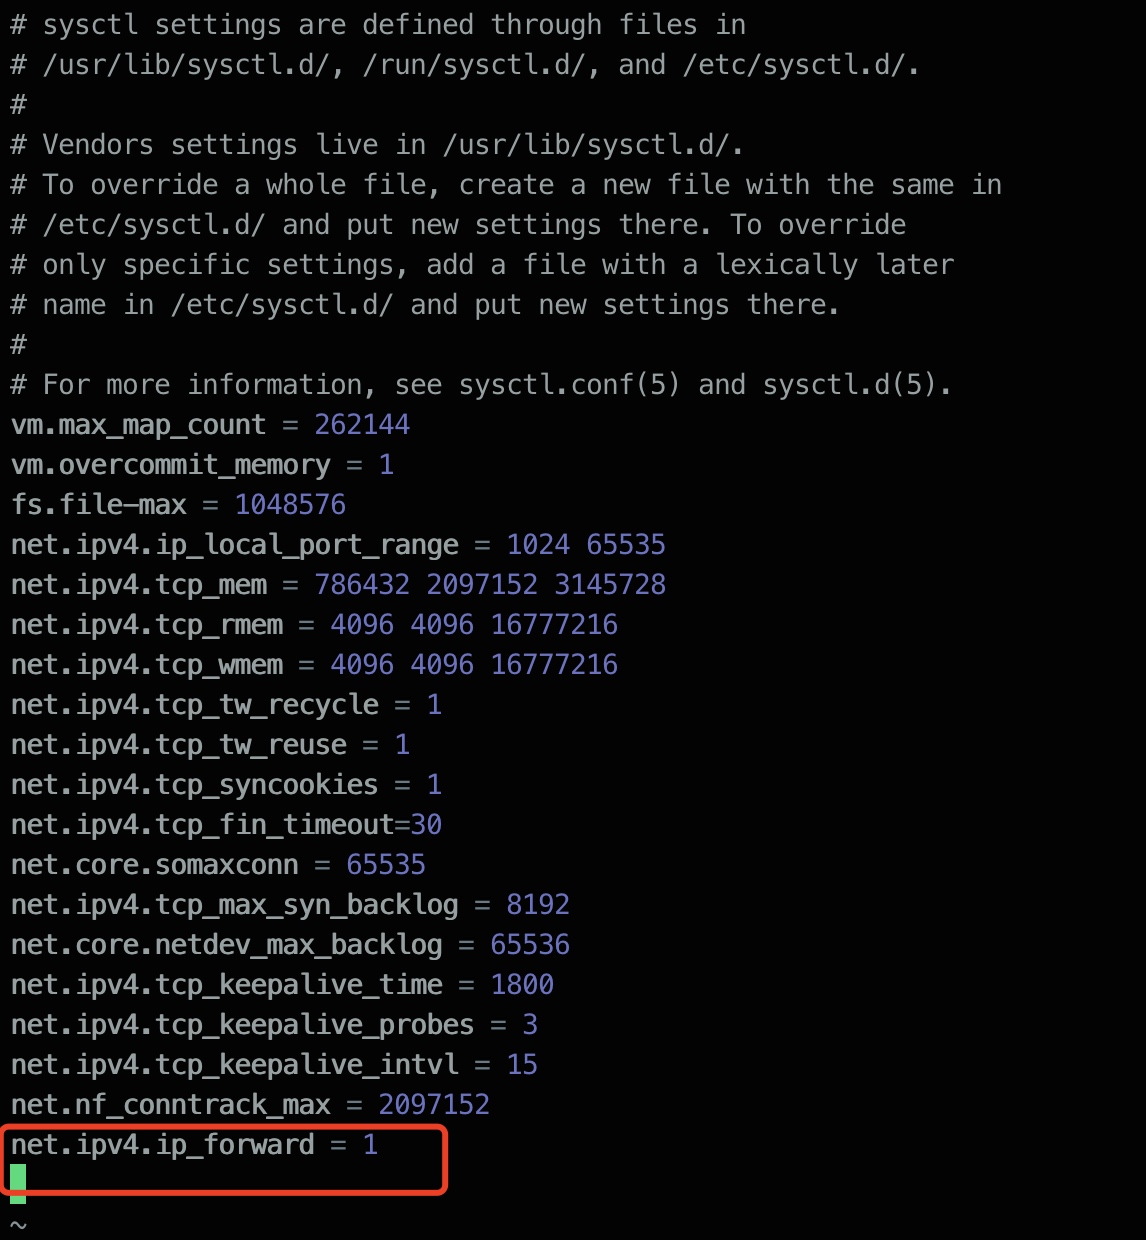 # sysctl settings are defined through files in
# /usr/lib/sysctl.d/, /run/sysctl.d/, and /etc/sysctl.d/.
#
# Vendors settings live in /usr/lib/sysctl.d/.
# To override a whole file, create a new file with the same in
# /etc/sysctl.d/ and put new settings there. To override
# only specific settings, add a file with a lexically later
# name in /etc/sysctl.d/ and put new settings there.
#
# For more information, see sysctl.conf(5) and sysctl.d(5).
vm.max_map_count = 262144
vm.overcommit_memory = 1
fs.file-max = 1048576
net.ipv4.ip_local_port_range = 1024 65535
net.ipv4.tcp_mem = 786432 2097152 3145728
net.ipv4.tcp_rmem = 4096 4096 16777216
net.ipv4.tcp_wmem = 4096 4096 16777216
net.ipv4.tcp_tw_recycle = 1
net.ipv4.tcp_tw_reuse = 1
net.ipv4.tcp_syncookies = 1
net.ipv4.tcp_fin_timeout=30
net.core.somaxconn = 65535
net.ipv4.tcp_max_syn_backlog = 8192
net.core.netdev_max_backlog = 65536
net.ipv4.tcp_keepalive_time = 1800
net.ipv4.tcp_keepalive_probes = 3
net.ipv4.tcp_keepalive_intvl = 15
net.nf_conntrack_max = 2097152
net.ipv4.ip_forward = 1
~